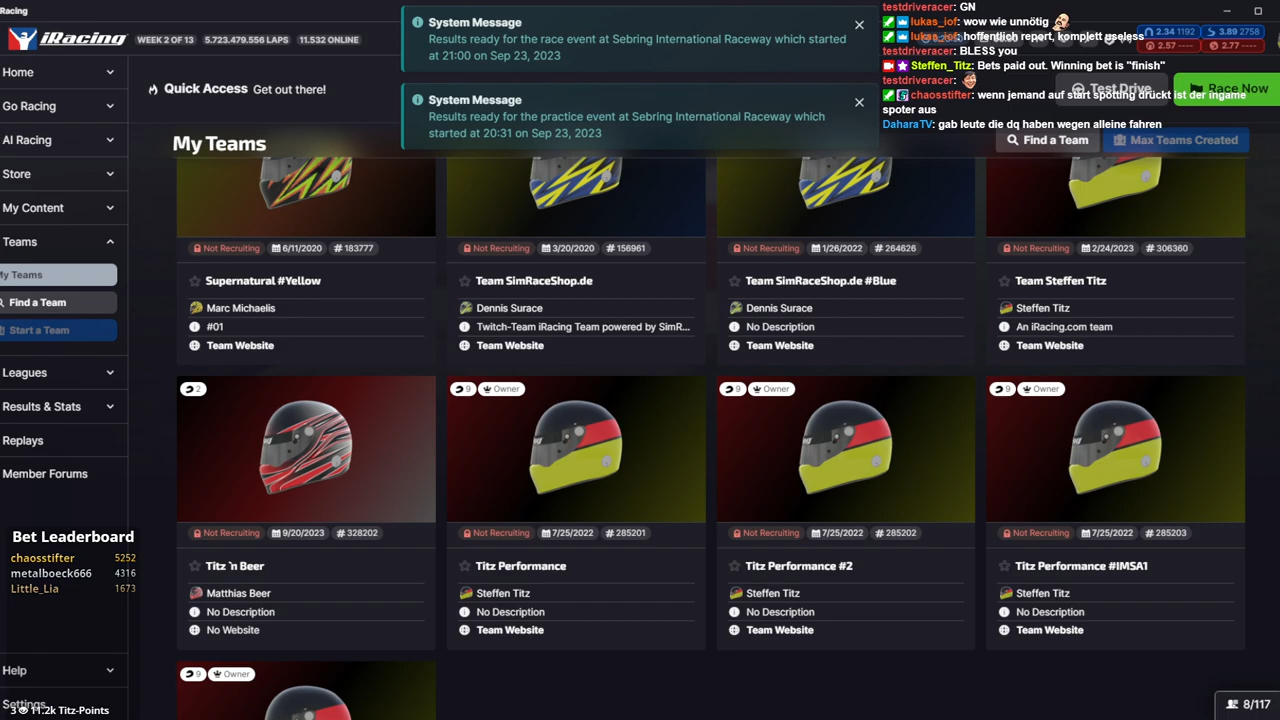 Racing
iRacing
WEEK 2 OF 13
5.723.479.556 LAPS
11.532 ONLINE
System Message
Results ready for the race event at Sebring International Raceway which started
at 21:00 on Sep 23, 2023
System Message
Results ready for the practice event at Sebring International Raceway which
started at 20:31 on Sep 23, 2023
testdriveracer: GN
lukas_iof: wow wie unnötig
lukas_iof: hoffentlich report, komplett useless
testdriveracer: BLESS you
Steffen_Titz: Bets paid out. Winning bet is "finish"
testdriveracer:
chaosstifter: wenn jemand auf start spotting drückt ist der ingame
spoter aus
DaharaTV: gab leute die dq haben wegen alleine fahren
2.34 1192
3.89 2758
2.57 ----
2.77 ----
Home
Go Racing
AI Racing
Store
My Content
Teams
My Teams
Find a Team
Start a Team
Leagues
Results & Stats
Replays
Member Forums
Help
Settings
Quick Access
Get out there!
Test Drive
Race Now
My Teams
Find a Team
Max Teams Created
Not Recruiting 6/11/2020 # 183777
Supernatural #Yellow
Marc Michaelis
#01
Team Website
Not Recruiting 3/20/2020 # 156961
Team SimRaceShop.de
Dennis Surace
Twitch-Team iRacing Team powered by SimR...
Team Website
Not Recruiting 1/26/2022 # 264626
Team SimRaceShop.de #Blue
Dennis Surace
No Description
Team Website
Not Recruiting 2/24/2023 # 306360
Team Steffen Titz
Steffen Titz
An iRacing.com team
Team Website
2
Not Recruiting 9/20/2023 # 328202
Titz 'n Beer
Matthias Beer
No Description
No Website
9 Owner
Not Recruiting 7/25/2022 # 285201
Titz Performance
Steffen Titz
No Description
Team Website
9 Owner
Not Recruiting 7/25/2022 # 285202
Titz Performance #2
Steffen Titz
No Description
Team Website
9 Owner
Not Recruiting 7/25/2022 # 285203
Titz Performance #IMSA1
Steffen Titz
No Description
Team Website
9 Owner
Bet Leaderboard
chaosstifter 5252
metalboeck666 4316
Little_Lia 1673
11.2k Titz-Points
8/117